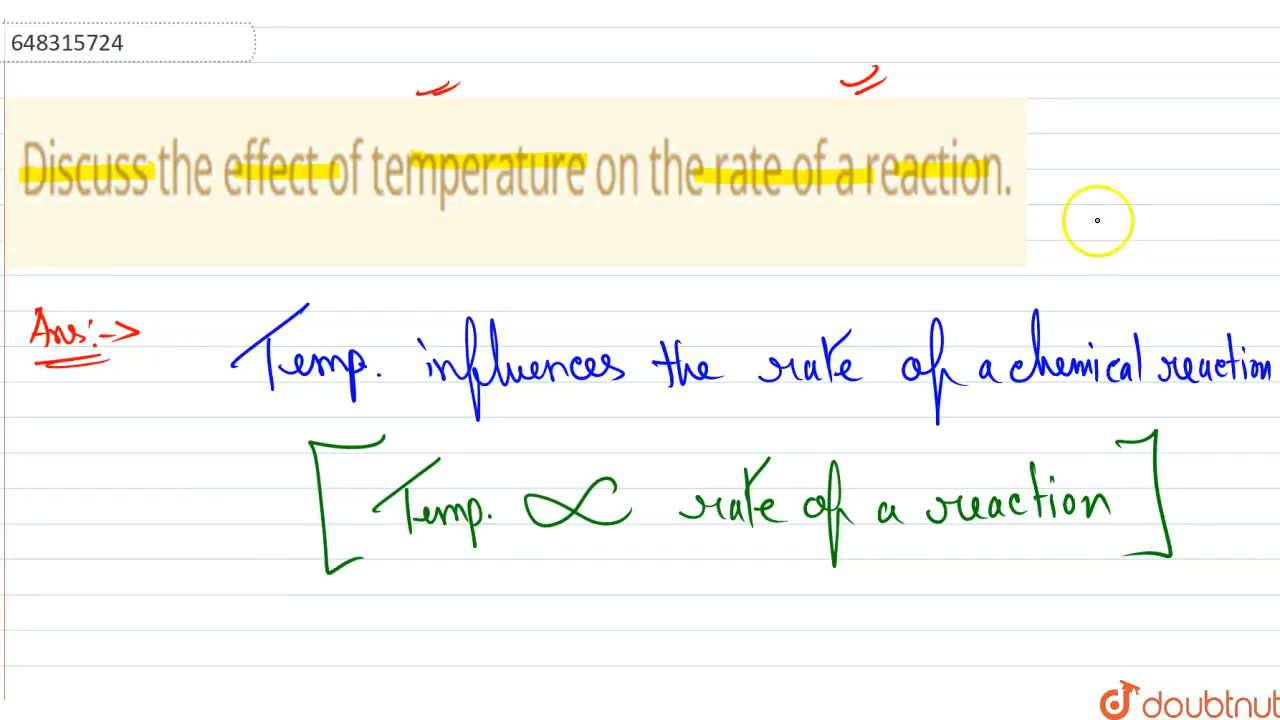 648315724
Discuss the effect of temperature on the rate of a reaction.
Ans:->
Temp. influences the rate of a chemical reaction
[Temp. ∝ rate of a reaction]
doubtnut